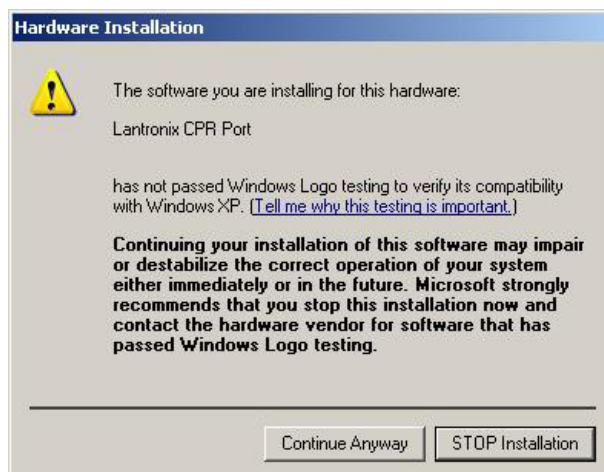 Hardware Installation
The software you are installing for this hardware:
Lantronix CPR Port
has not passed Windows Logo testing to verify its compatibility
with Windows XP. (Tell me why this testing is important.)
Continuing your installation of this software may impair
or destabilize the correct operation of your system
either immediately or in the future. Microsoft strongly
recommends that you stop this installation now and
contact the hardware vendor for software that has
passed Windows Logo testing.
Continue Anyway
STOP Installation